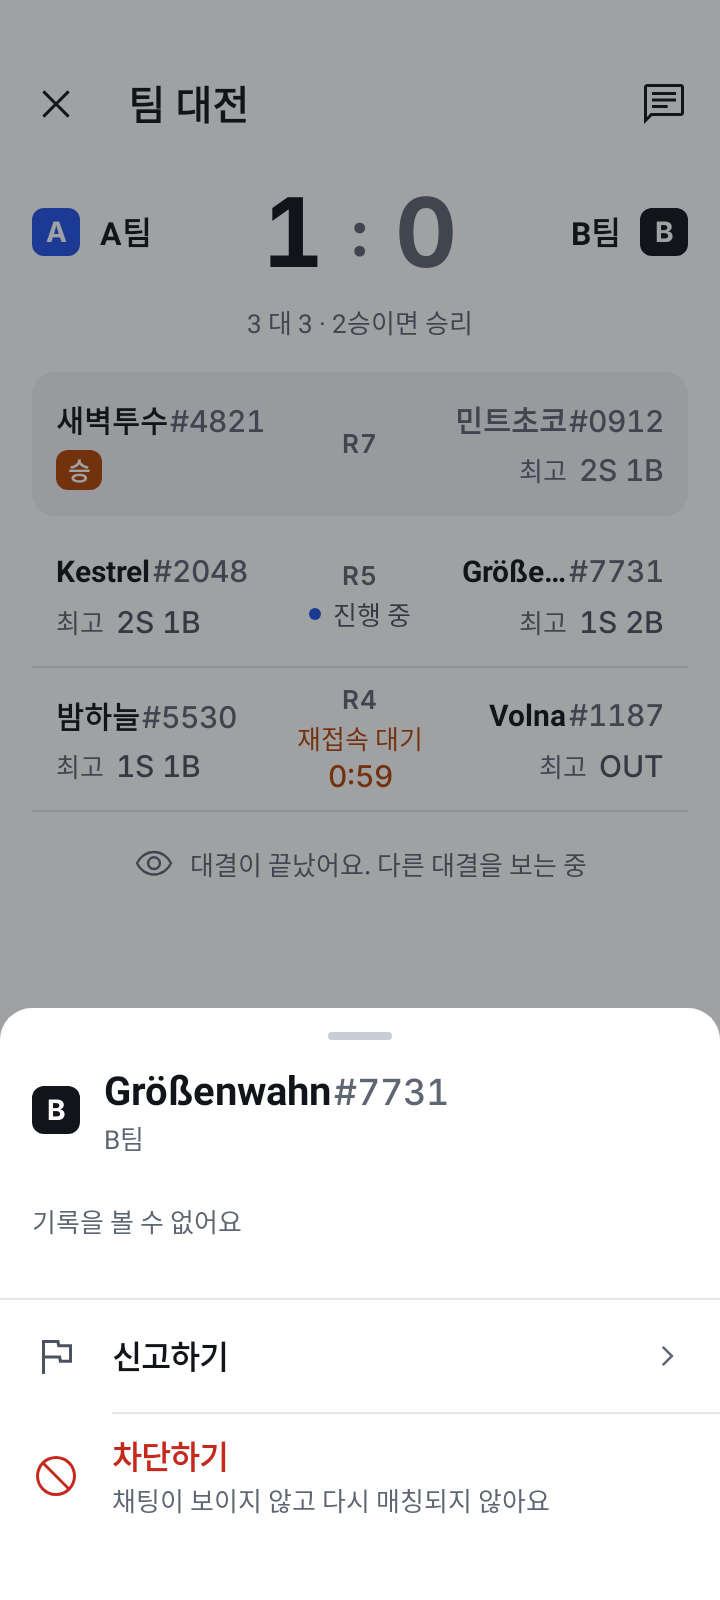 팀 대전
A A팀 1 : 0 B팀 B
3 대 3 · 2승이면 승리
새벽투수#4821 R7 민트초코#0912
승 최고 2S 1B
Kestrel#2048 R5 Größe...#7731
최고 2S 1B 진행 중 최고 1S 2B
밤하늘#5530 R4 Volna#1187
최고 1S 1B 재접속 대기 최고 OUT
0:59
대결이 끝났어요. 다른 대결을 보는 중
B Größenwahn#7731
B팀
기록을 볼 수 없어요
신고하기
차단하기
채팅이 보이지 않고 다시 매칭되지 않아요